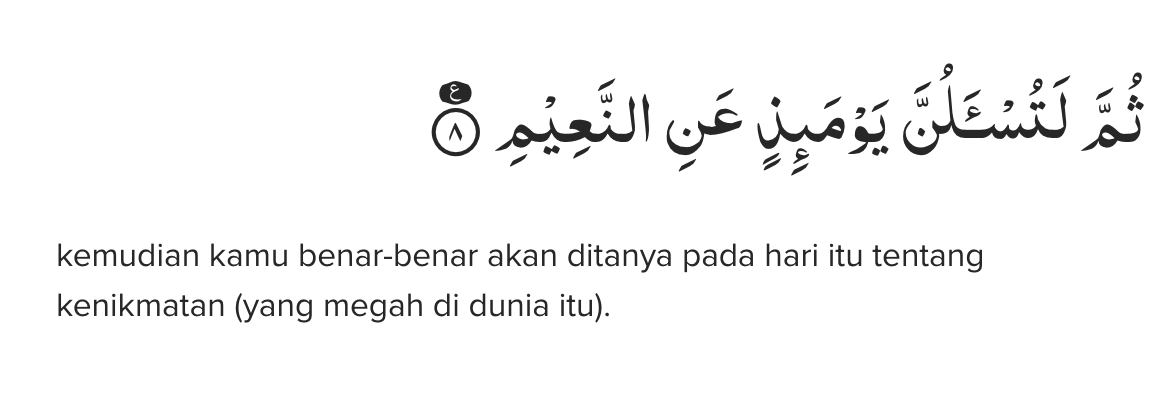 ثُمَّ لَتُسْـَٔلُنَّ يَوْمَىِٕذٍ عَنِ النَّعِيْمِ ࣖ ٨
kemudian kamu benar-benar akan ditanya pada hari itu tentang
kenikmatan (yang megah di dunia itu).